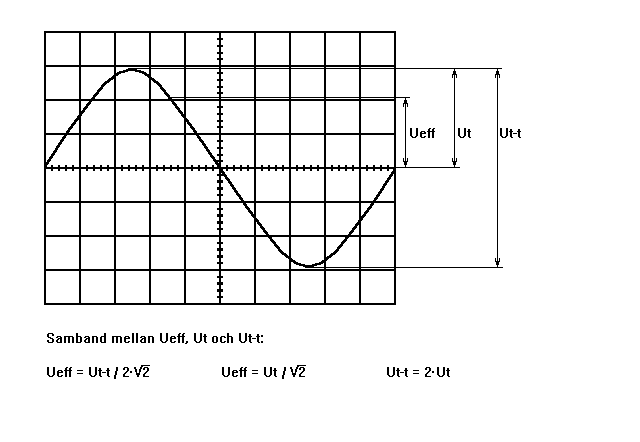 Ueff Ut Ut-t
Samband mellan Ueff, Ut och Ut-t:
Ueff = Ut-t / 2·√2 Ueff = Ut / √2 Ut-t = 2·Ut